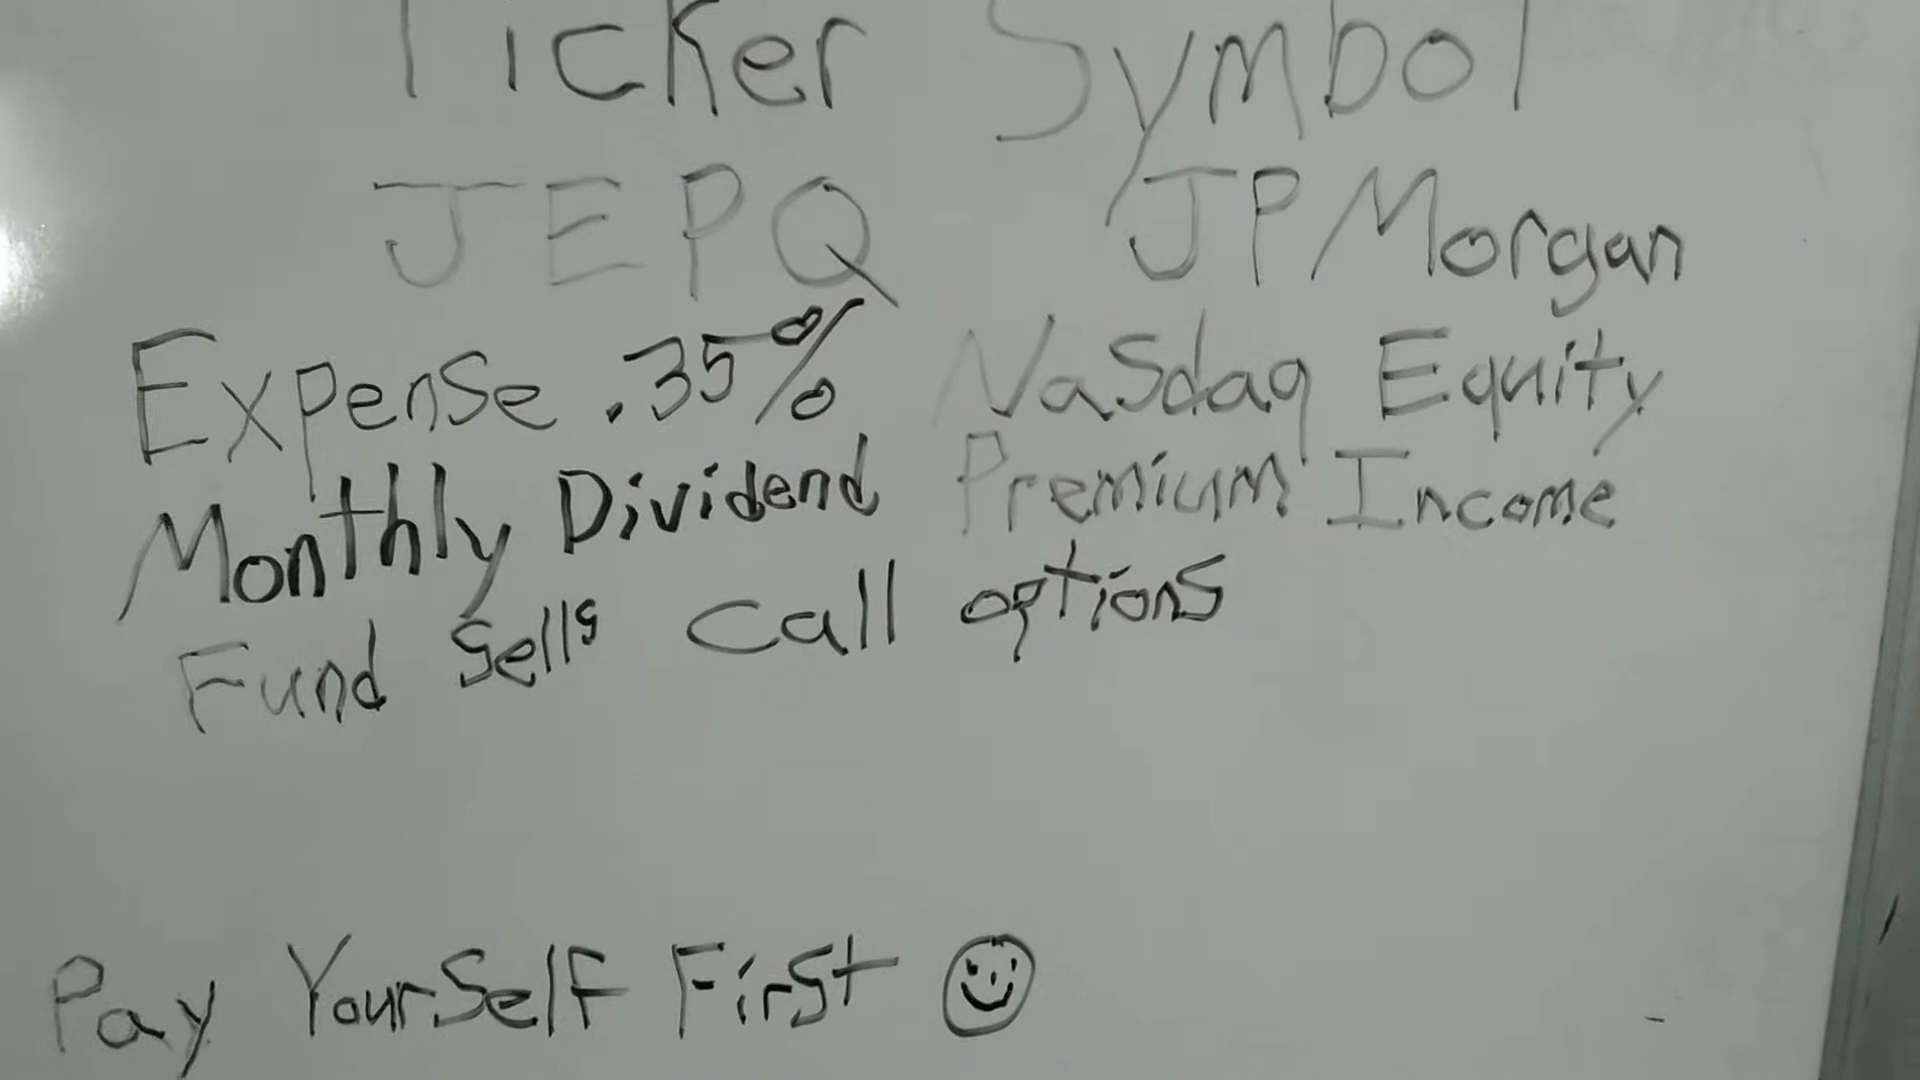 Ticker Symbol
JEPQ JPMorgan
Expense .35% Nasdaq Equity
Monthly Dividend Premium Income
Fund Sells Call options
Pay Yourself First